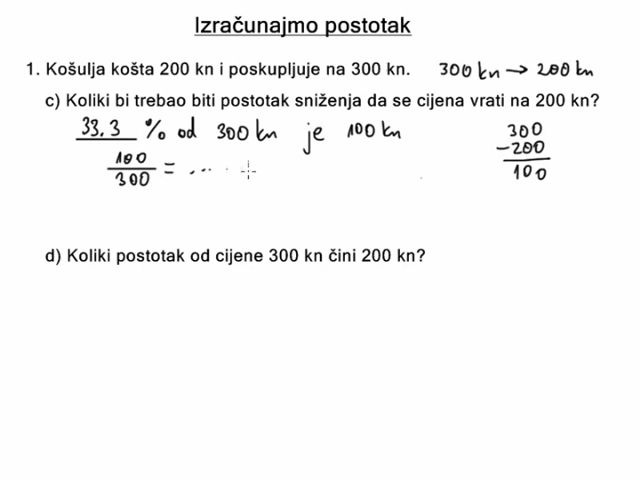 Izračunajmo postotak
1. Košulja košta 200 kn i poskupljuje na 300 kn. 300 kn → 200 kn
c) Koliki bi trebao biti postotak sniženja da se cijena vrati na 200 kn?
33.3 % od 300 kn je 100 kn
300
-200
100
100/300 = ....
d) Koliki postotak od cijene 300 kn čini 200 kn?